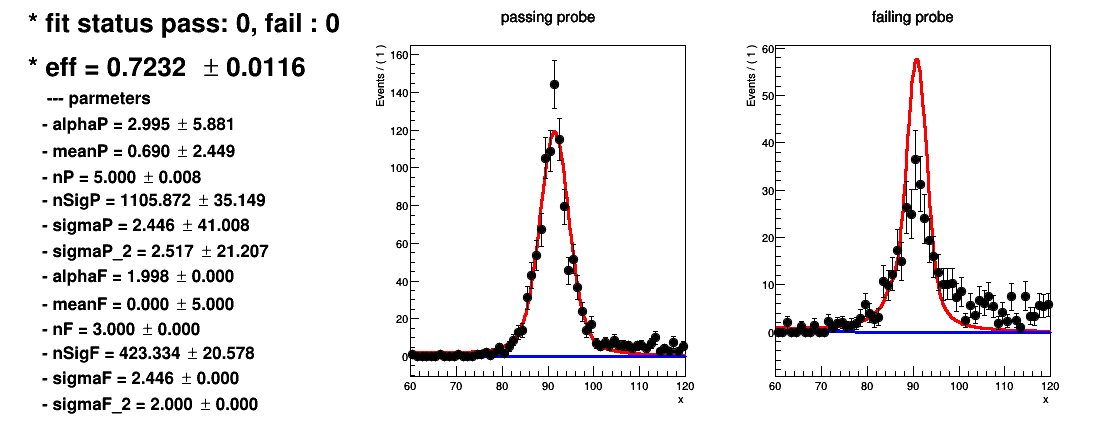 * fit status pass: 0, fail : 0
* eff = 0.7232 ± 0.0116
--- parmeters
- alphaP = 2.995 ± 5.881
- meanP = 0.690 ± 2.449
- nP = 5.000 ± 0.008
- nSigP = 1105.872 ± 35.149
- sigmaP = 2.446 ± 41.008
- sigmaP_2 = 2.517 ± 21.207
- alphaF = 1.998 ± 0.000
- meanF = 0.000 ± 5.000
- nF = 3.000 ± 0.000
- nSigF = 423.334 ± 20.578
- sigmaF = 2.446 ± 0.000
- sigmaF_2 = 2.000 ± 0.000
passing probe
Events / ( 1 )
160
140
120
100
80
60
40
20
0
60 70 80 90 100 110 120
x
failing probe
Events / ( 1 )
60
50
40
30
20
10
0
60 70 80 90 100 110 120
x